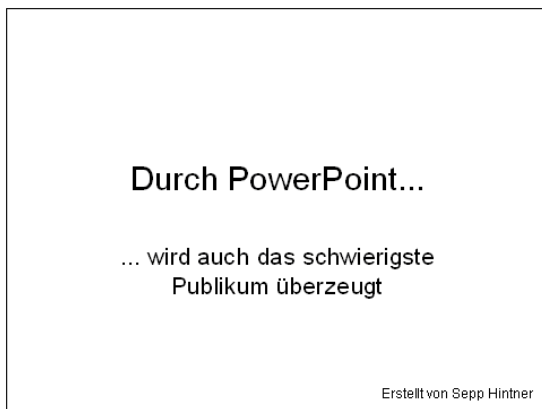 Durch PowerPoint...
... wird auch das schwierigste
Publikum überzeugt
Erstellt von Sepp Hintner